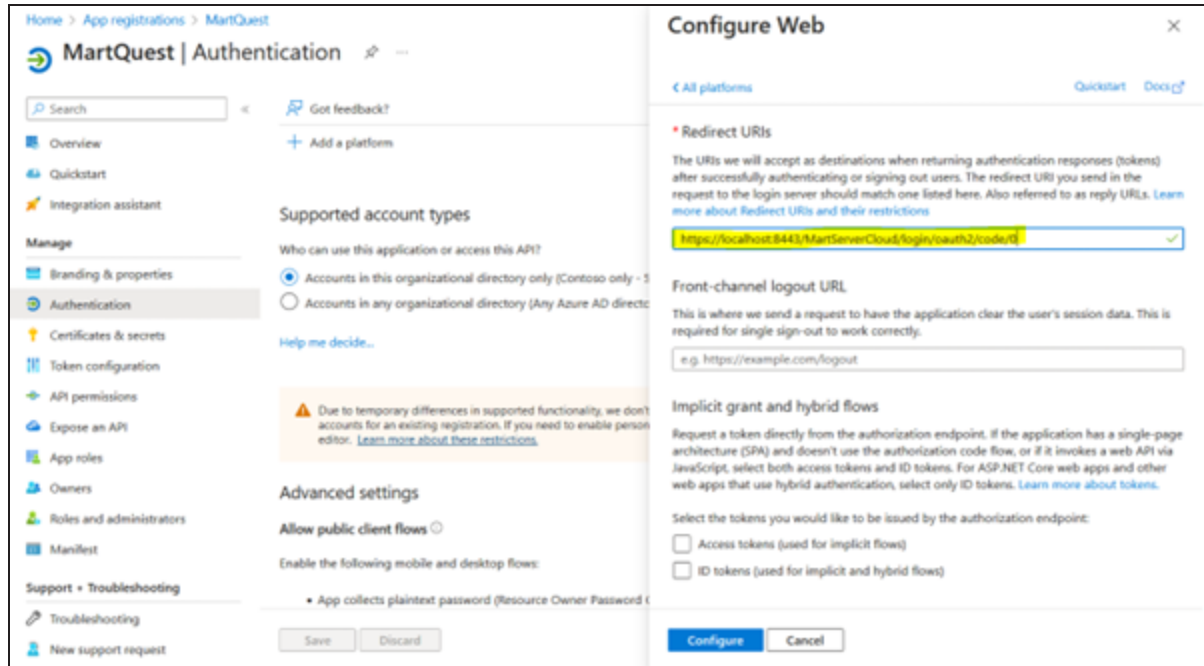 Home > App registrations > MartQuest
MartQuest | Authentication
Search
Overview
Quickstart
Integration assistant
Manage
Branding & properties
Authentication
Certificates & secrets
Token configuration
API permissions
Expose an API
App roles
Owners
Roles and administrators
Manifest
Support + Troubleshooting
Troubleshooting
New support request
Got feedback?
Add a platform
Supported account types
Who can use this application or access this API?
Accounts in this organizational directory only (Contoso only - S
Accounts in any organizational directory (Any Azure AD directo
Help me decide...
Due to temporary differences in supported functionality, we don't
accounts for an existing registration. If you need to enable person
editor. Learn more about these restrictions.
Advanced settings
Allow public client flows
Enable the following mobile and desktop flows:
• App collects plaintext password (Resource Owner Password C
Save Discard
Configure Web
All platforms
Quickstart Docs
* Redirect URIs
The URIs we will accept as destinations when returning authentication responses (tokens)
after successfully authenticating or signing out users. The redirect URI you send in the
request to the login server should match one listed here. Also referred to as reply URLs. Learn
more about Redirect URIs and their restrictions
https://localhost:8443/MartServerCloud/login/oauth2/code/0
Front-channel logout URL
This is where we send a request to have the application clear the user's session data. This is
required for single sign-out to work correctly.
e.g. https://example.com/logout
Implicit grant and hybrid flows
Request a token directly from the authorization endpoint. If the application has a single-page
architecture (SPA) and doesn't use the authorization code flow, or if it invokes a web API via
JavaScript, select both access tokens and ID tokens. For ASP.NET Core web apps and other
web apps that use hybrid authentication, select only ID tokens. Learn more about tokens.
Select the tokens you would like to be issued by the authorization endpoint:
Access tokens (used for implicit flows)
ID tokens (used for implicit and hybrid flows)
Configure Cancel